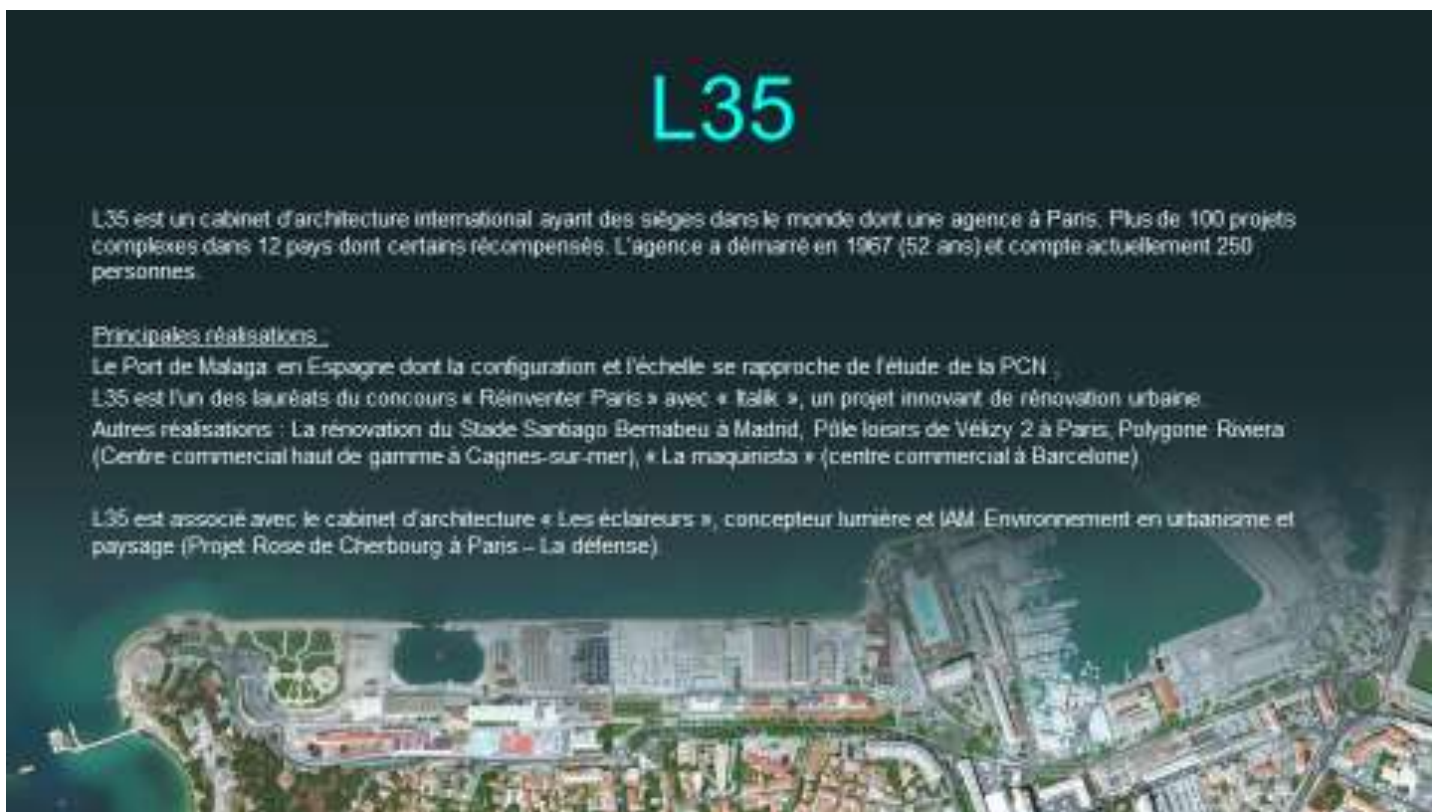 L35
L35 est un cabinet d'architecture international ayant des sièges dans le monde dont une agence à Paris. Plus de 100 projets
complexes dans 12 pays dont certains récompensés. L'agence a démarré en 1967 (52 ans) et compte actuellement 250
personnes.
Principales réalisations :
Le Port de Malaga en Espagne dont la configuration et l'échelle se rapproche de l'étude de la PCN ;
L35 est l'un des lauréats du concours « Réinventer Paris » avec « Italik », un projet innovant de rénovation urbaine.
Autres réalisations : La rénovation du Stade Santiago Bernabeu à Madrid, Pôle loisirs de Vélizy 2 à Paris, Polygone Riviera
(Centre commercial haut de gamme à Cagnes-sur-mer), « La maquinista » (centre commercial à Barcelone)
L35 est associé avec le cabinet d'architecture « Les éclaireurs », concepteur lumière et IAM Environnement en urbanisme et
paysage (Projet Rose de Cherbourg à Paris – La défense)